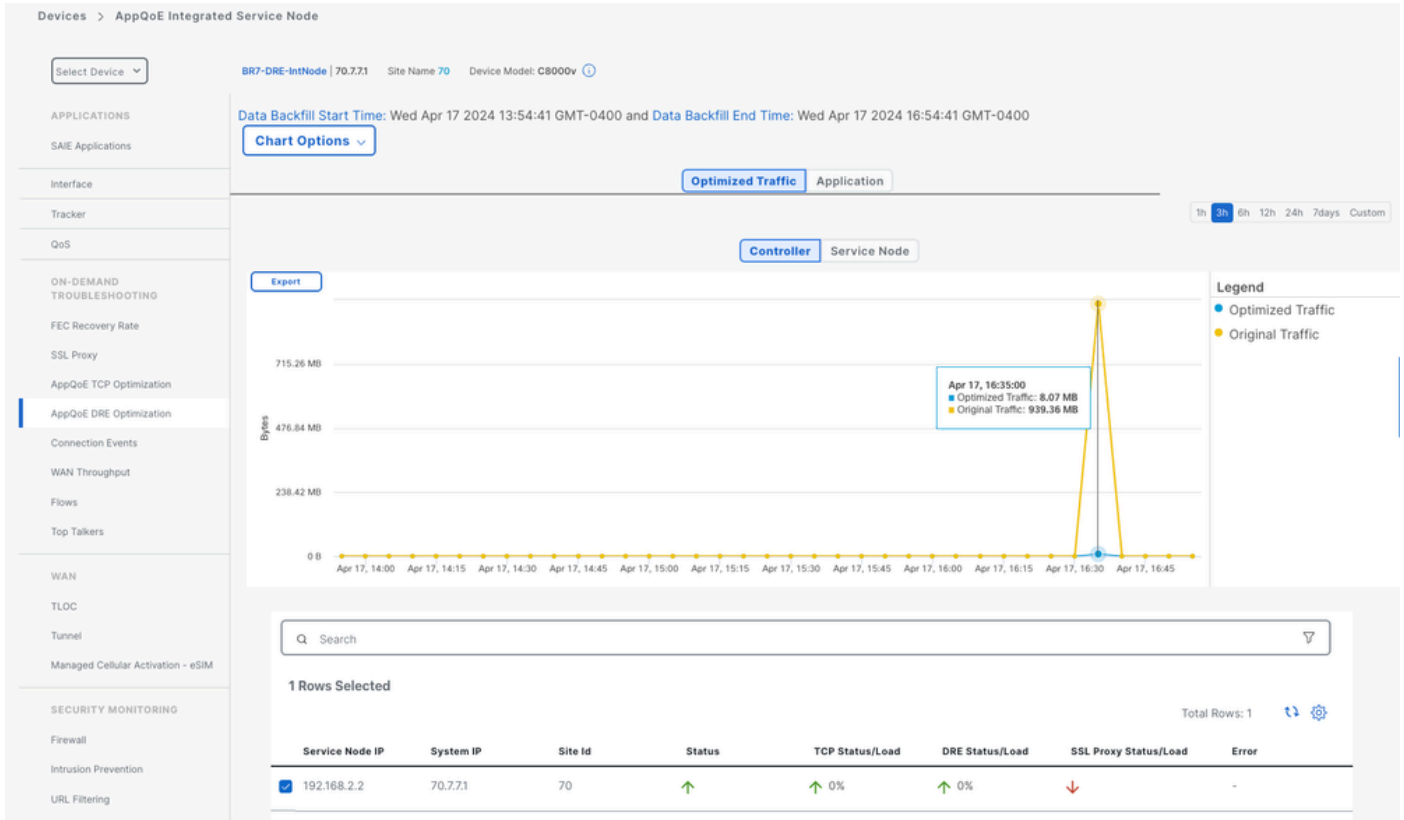 Devices > AppQoE Integrated Service Node
Select Device
BR7-DRE-IntNode | 70.7.7.1 Site Name 70 Device Model: C8000v
APPLICATIONS
SAIE Applications
Interface
Tracker
QoS
ON-DEMAND
TROUBLESHOOTING
FEC Recovery Rate
SSL Proxy
AppQoE TCP Optimization
AppQoE DRE Optimization
Connection Events
WAN Throughput
Flows
Top Talkers
WAN
TLOC
Tunnel
Managed Cellular Activation - eSIM
SECURITY MONITORING
Firewall
Intrusion Prevention
URL Filtering
Data Backfill Start Time: Wed Apr 17 2024 13:54:41 GMT-0400 and Data Backfill End Time: Wed Apr 17 2024 16:54:41 GMT-0400
Chart Options
Optimized Traffic Application
1h 3h 6h 12h 24h 7days Custom
Controller Service Node
Export
Legend
Optimized Traffic
Original Traffic
Bytes
715.26 MB
476.84 MB
238.42 MB
0 B
Apr 17, 16:35:00
Optimized Traffic: 8.07 MB
Original Traffic: 939.36 MB
Apr 17, 14:00 Apr 17, 14:15 Apr 17, 14:30 Apr 17, 14:45 Apr 17, 15:00 Apr 17, 15:15 Apr 17, 15:30 Apr 17, 15:45 Apr 17, 16:00 Apr 17, 16:15 Apr 17, 16:30 Apr 17, 16:45
Search
1 Rows Selected
Total Rows: 1
Service Node IP System IP Site Id Status TCP Status/Load DRE Status/Load SSL Proxy Status/Load Error
192.168.2.2 70.7.7.1 70 0% 0% -